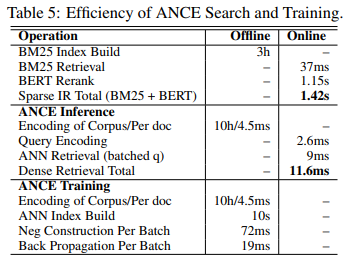 Table 5: Efficiency of ANCE Search and Training.
Operation Offline Online
BM25 Index Build 3h –
BM25 Retrieval – 37ms
BERT Rerank – 1.15s
Sparse IR Total (BM25 + BERT) – 1.42s
ANCE Inference
Encoding of Corpus/Per doc 10h/4.5ms –
Query Encoding – 2.6ms
ANN Retrieval (batched q) – 9ms
Dense Retrieval Total – 11.6ms
ANCE Training
Encoding of Corpus/Per doc 10h/4.5ms –
ANN Index Build 10s –
Neg Construction Per Batch 72ms –
Back Propagation Per Batch 19ms –